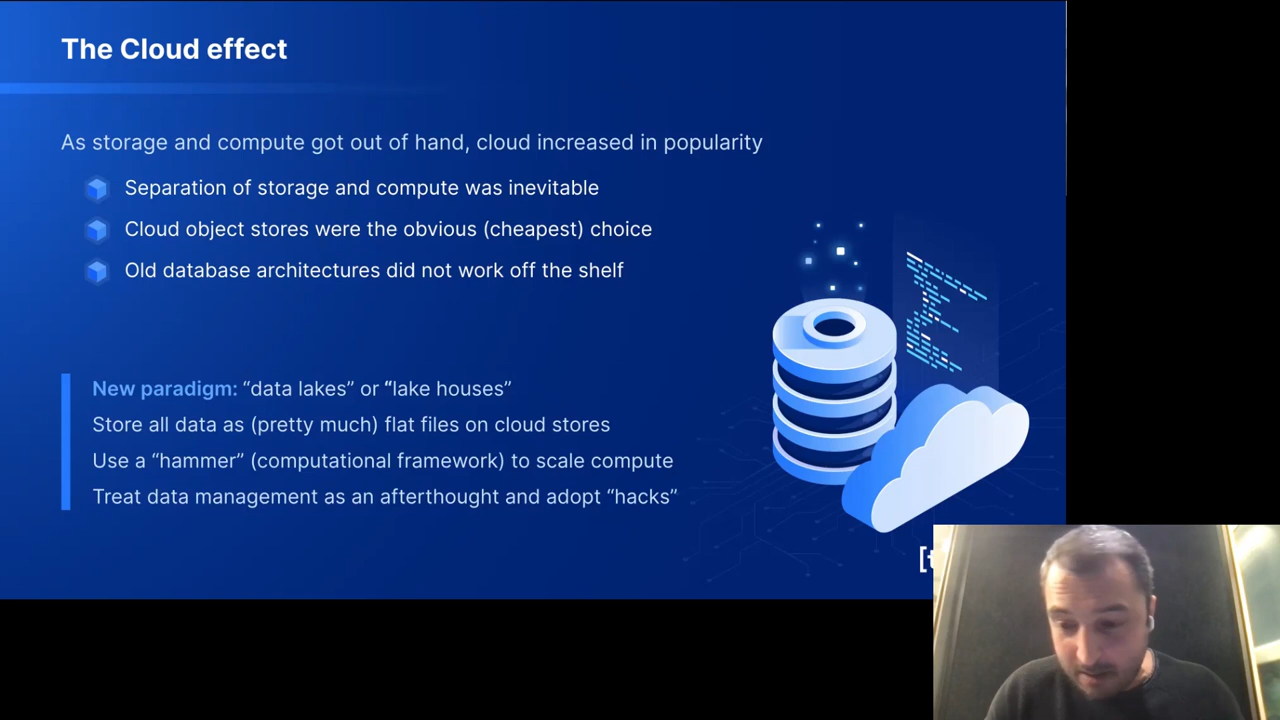 The Cloud effect
As storage and compute got out of hand, cloud increased in popularity
Separation of storage and compute was inevitable
Cloud object stores were the obvious (cheapest) choice
Old database architectures did not work off the shelf
New paradigm: “data lakes” or “lake houses”
Store all data as (pretty much) flat files on cloud stores
Use a “hammer” (computational framework) to scale compute
Treat data management as an afterthought and adopt “hacks”